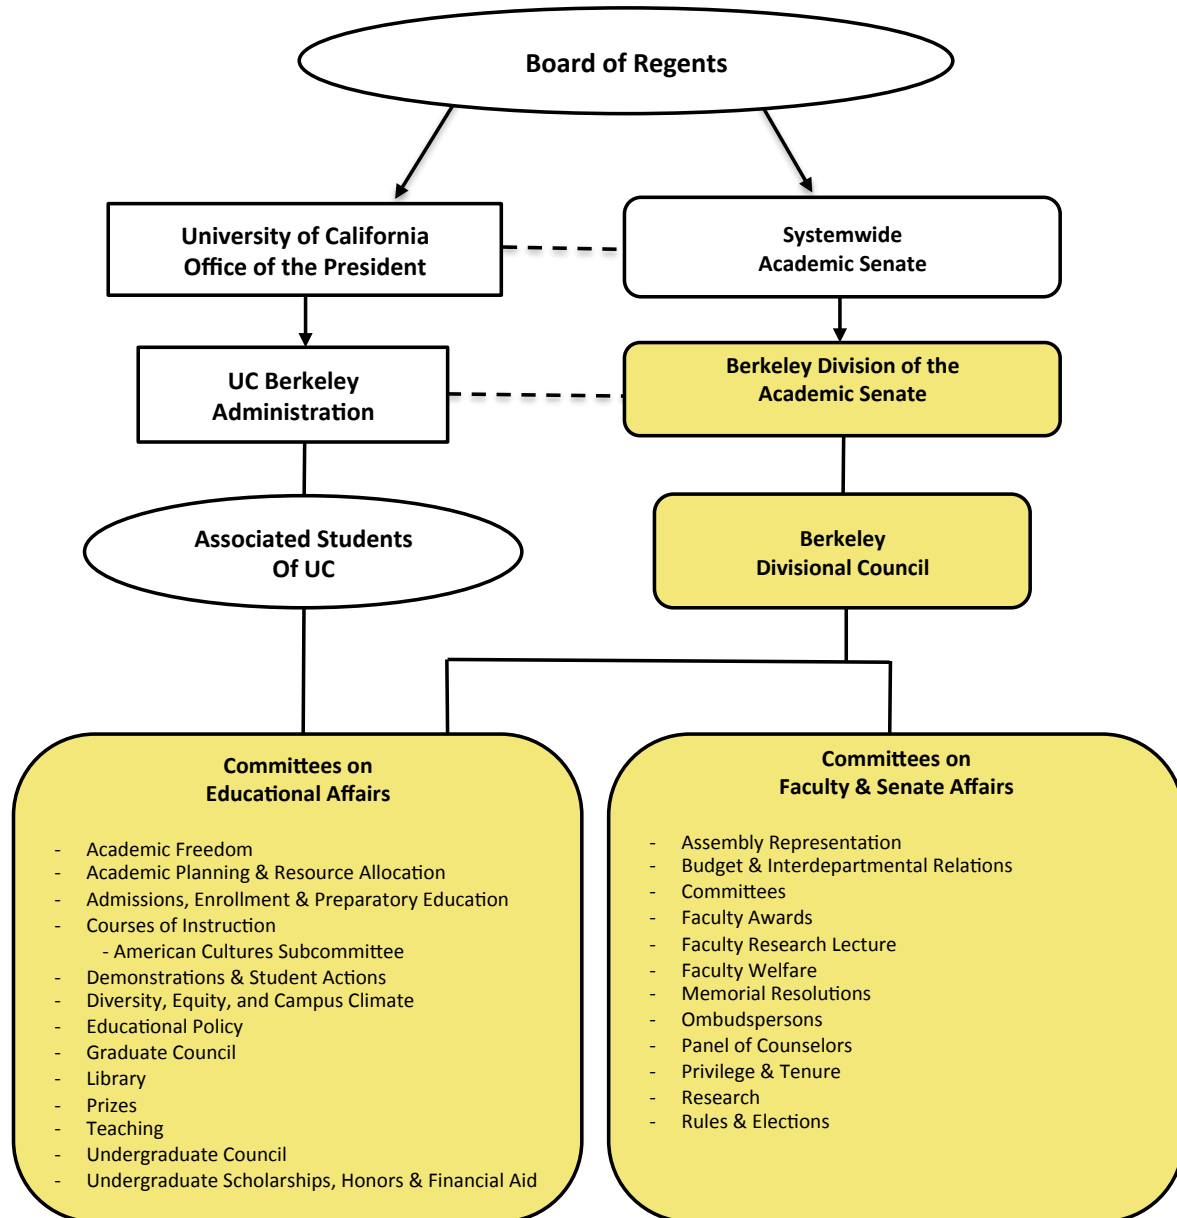 Board of Regents
University of California
Office of the President
Systemwide
Academic Senate
UC Berkeley
Administration
Berkeley Division of the
Academic Senate
Associated Students
Of UC
Berkeley
Divisional Council
Committees on
Educational Affairs
- Academic Freedom
- Academic Planning & Resource Allocation
- Admissions, Enrollment & Preparatory Education
- Courses of Instruction
- American Cultures Subcommittee
- Demonstrations & Student Actions
- Diversity, Equity, and Campus Climate
- Educational Policy
- Graduate Council
- Library
- Prizes
- Teaching
- Undergraduate Council
- Undergraduate Scholarships, Honors & Financial Aid
Committees on
Faculty & Senate Affairs
- Assembly Representation
- Budget & Interdepartmental Relations
- Committees
- Faculty Awards
- Faculty Research Lecture
- Faculty Welfare
- Memorial Resolutions
- Ombudspersons
- Panel of Counselors
- Privilege & Tenure
- Research
- Rules & Elections